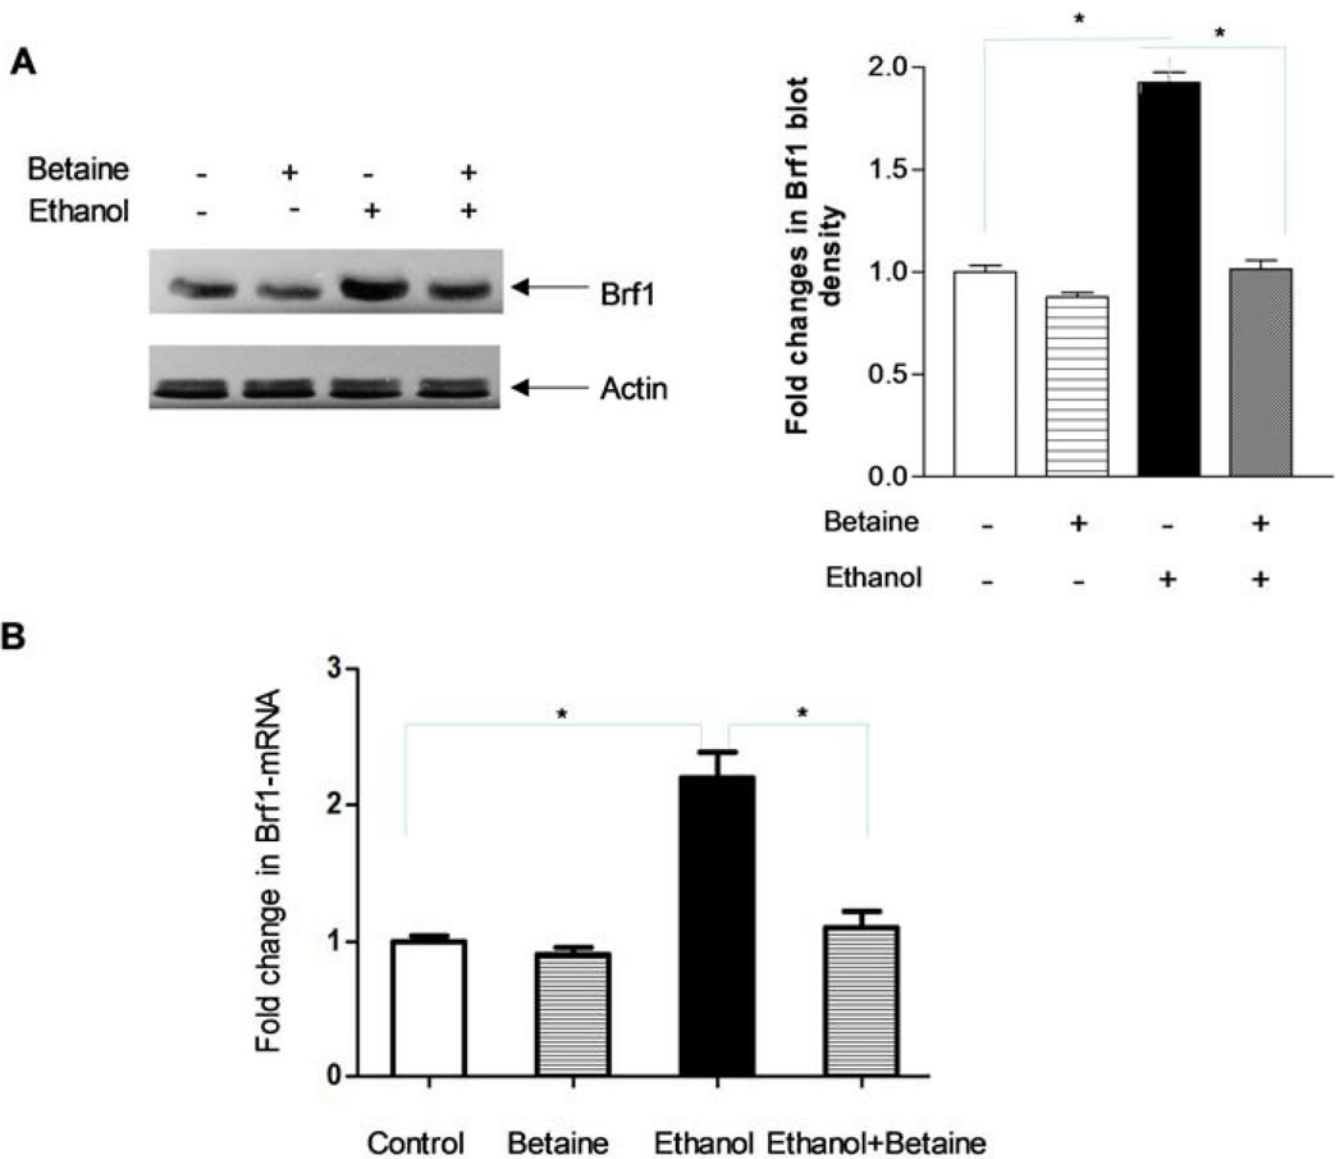 A
Betaine - + - +
Ethanol - - + +
Brf1
Actin
Fold changes in Brf1 blot
density
2.0
1.5
1.0
0.5
0.0
*
*
Betaine - + - +
Ethanol - - + +
B
Fold change in Brf1-mRNA
3
2
1
0
*
*
Control Betaine Ethanol Ethanol+Betaine